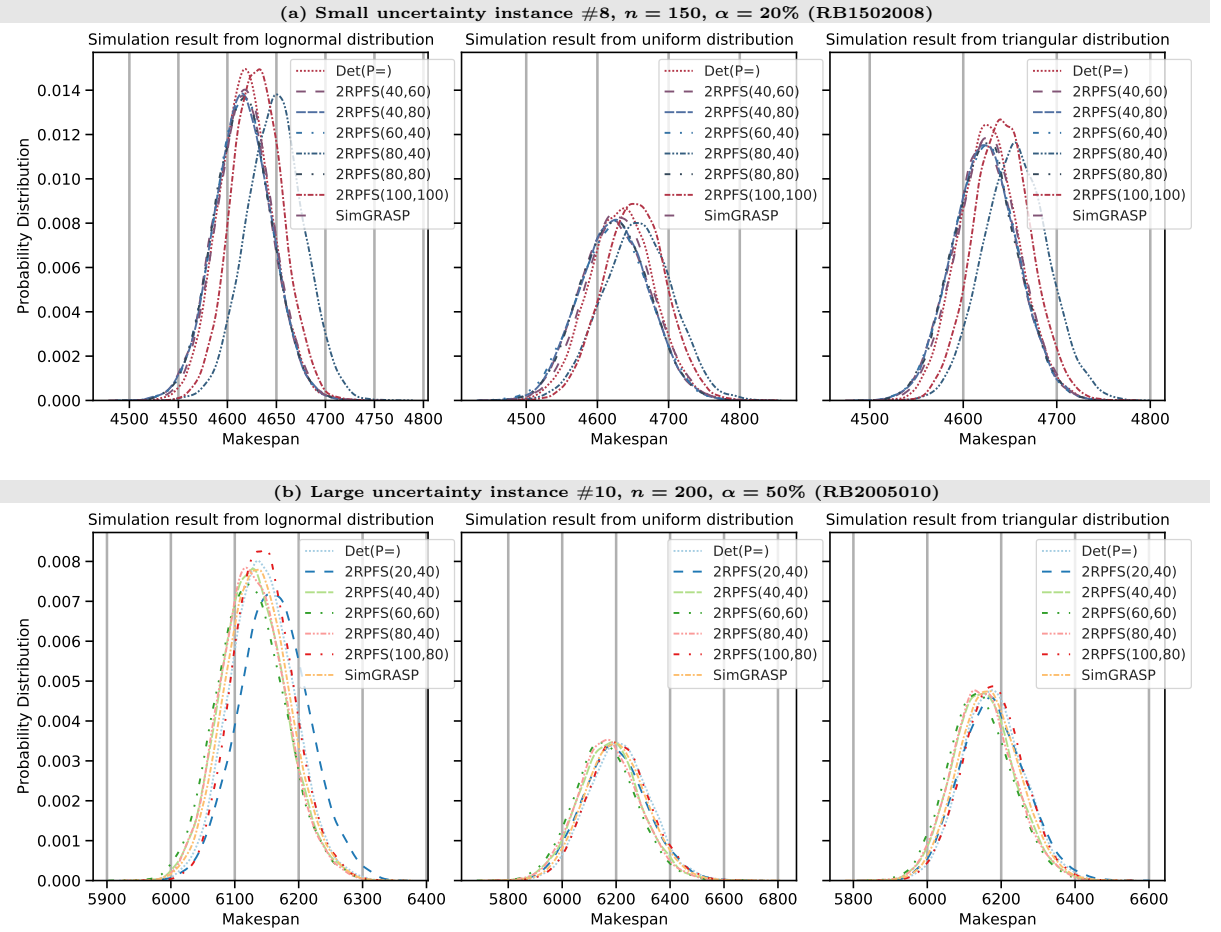 (a) Small uncertainty instance #8, n = 150, α = 20% (RB1502008)
Simulation result from lognormal distribution
Simulation result from uniform distribution
Simulation result from triangular distribution
Probability Distribution
0.014
0.012
0.010
0.008
0.006
0.004
0.002
0.000
Det(P=)
2RPFS(40,60)
2RPFS(40,80)
2RPFS(60,40)
2RPFS(80,40)
2RPFS(80,80)
2RPFS(100,100)
SimGRASP
4500 4550 4600 4650 4700 4750 4800
Makespan
Det(P=)
2RPFS(40,60)
2RPFS(40,80)
2RPFS(60,40)
2RPFS(80,40)
2RPFS(80,80)
2RPFS(100,100)
SimGRASP
4500 4600 4700 4800
Makespan
Det(P=)
2RPFS(40,60)
2RPFS(40,80)
2RPFS(60,40)
2RPFS(80,40)
2RPFS(80,80)
2RPFS(100,100)
SimGRASP
4500 4600 4700 4800
Makespan
(b) Large uncertainty instance #10, n = 200, α = 50% (RB2005010)
Simulation result from lognormal distribution
Simulation result from uniform distribution
Simulation result from triangular distribution
Probability Distribution
0.008
0.007
0.006
0.005
0.004
0.003
0.002
0.001
0.000
Det(P=)
2RPFS(20,40)
2RPFS(40,40)
2RPFS(60,60)
2RPFS(80,40)
2RPFS(100,80)
SimGRASP
5900 6000 6100 6200 6300 6400
Makespan
Det(P=)
2RPFS(20,40)
2RPFS(40,40)
2RPFS(60,60)
2RPFS(80,40)
2RPFS(100,80)
SimGRASP
5800 6000 6200 6400 6600 6800
Makespan
Det(P=)
2RPFS(20,40)
2RPFS(40,40)
2RPFS(60,60)
2RPFS(80,40)
2RPFS(100,80)
SimGRASP
5800 6000 6200 6400 6600
Makespan